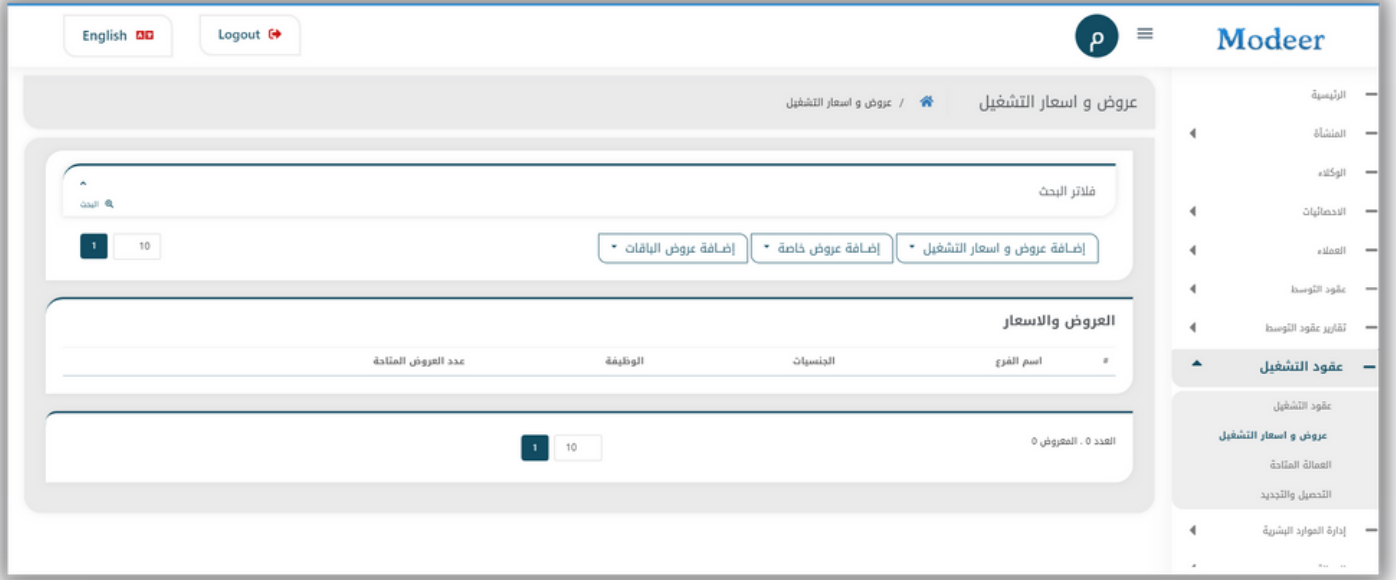 Modeer
م
Logout
English
الرئيسية
المنشأة
الوكلاء
الاحصائيات
العملاء
عقود التوسط
تقارير عقود التوسط
عقود التشغيل
عقود التشغيل
عروض و اسعار التشغيل
العمالة المتاحة
التحصيل والتجديد
إدارة الموارد البشرية
عروض و اسعار التشغيل
/ عروض و اسعار التشغيل
فلاتر البحث
البحث
إضـافة عروض و اسعار التشغيل
إضـافة عروض خاصة
إضـافة عروض الباقات
10
1
العروض والاسعار
# اسم الفرع الجنسيات الوظيفة عدد العروض المتاحة
العدد 0 . المعروض 0
10
1